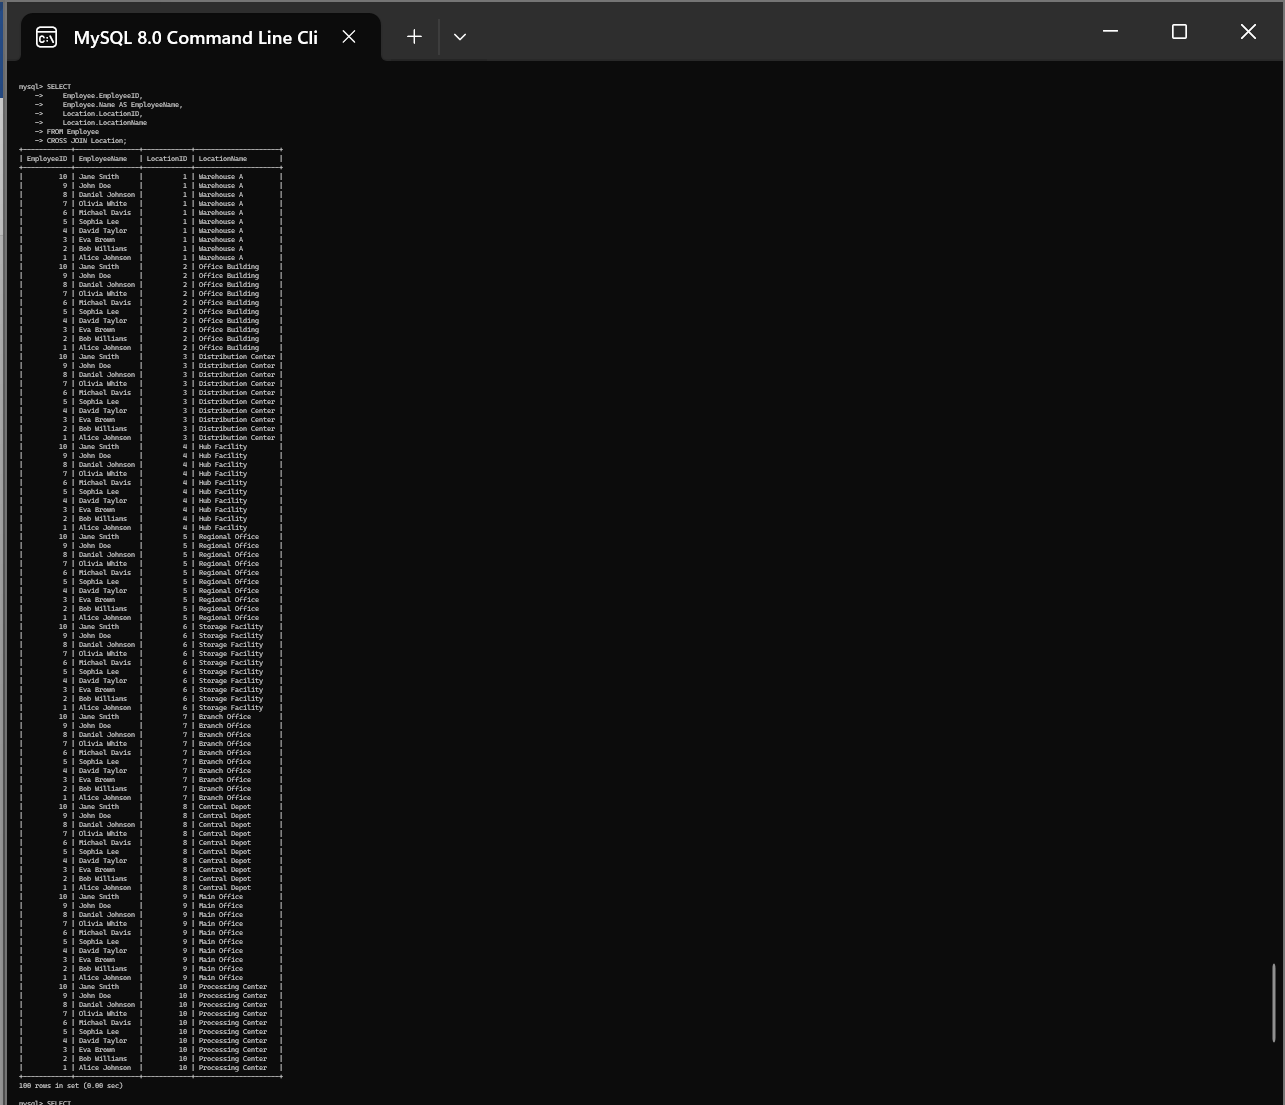 MySQL 8.0 Command Line Cli
mysql> SELECT
    ->     Employee.EmployeeID,
    ->     Employee.Name AS EmployeeName,
    ->     Location.LocationID,
    ->     Location.LocationName
    -> FROM Employee
    -> CROSS JOIN Location;
| EmployeeID | EmployeeName | LocationID | LocationName |
| 10 | Jane Smith | 1 | Warehouse A |
| 9 | John Doe | 1 | Warehouse A |
| 8 | Daniel Johnson | 1 | Warehouse A |
| 7 | Olivia White | 1 | Warehouse A |
| 6 | Michael Davis | 1 | Warehouse A |
| 5 | Sophia Lee | 1 | Warehouse A |
| 4 | David Taylor | 1 | Warehouse A |
| 3 | Eva Brown | 1 | Warehouse A |
| 2 | Bob Williams | 1 | Warehouse A |
| 1 | Alice Johnson | 1 | Warehouse A |
| 10 | Jane Smith | 2 | Office Building |
| 9 | John Doe | 2 | Office Building |
| 8 | Daniel Johnson | 2 | Office Building |
| 7 | Olivia White | 2 | Office Building |
| 6 | Michael Davis | 2 | Office Building |
| 5 | Sophia Lee | 2 | Office Building |
| 4 | David Taylor | 2 | Office Building |
| 3 | Eva Brown | 2 | Office Building |
| 2 | Bob Williams | 2 | Office Building |
| 1 | Alice Johnson | 2 | Office Building |
| 10 | Jane Smith | 3 | Distribution Center |
| 9 | John Doe | 3 | Distribution Center |
| 8 | Daniel Johnson | 3 | Distribution Center |
| 7 | Olivia White | 3 | Distribution Center |
| 6 | Michael Davis | 3 | Distribution Center |
| 5 | Sophia Lee | 3 | Distribution Center |
| 4 | David Taylor | 3 | Distribution Center |
| 3 | Eva Brown | 3 | Distribution Center |
| 2 | Bob Williams | 3 | Distribution Center |
| 1 | Alice Johnson | 3 | Distribution Center |
| 10 | Jane Smith | 4 | Hub Facility |
| 9 | John Doe | 4 | Hub Facility |
| 8 | Daniel Johnson | 4 | Hub Facility |
| 7 | Olivia White | 4 | Hub Facility |
| 6 | Michael Davis | 4 | Hub Facility |
| 5 | Sophia Lee | 4 | Hub Facility |
| 4 | David Taylor | 4 | Hub Facility |
| 3 | Eva Brown | 4 | Hub Facility |
| 2 | Bob Williams | 4 | Hub Facility |
| 1 | Alice Johnson | 4 | Hub Facility |
| 10 | Jane Smith | 5 | Regional Office |
| 9 | John Doe | 5 | Regional Office |
| 8 | Daniel Johnson | 5 | Regional Office |
| 7 | Olivia White | 5 | Regional Office |
| 6 | Michael Davis | 5 | Regional Office |
| 5 | Sophia Lee | 5 | Regional Office |
| 4 | David Taylor | 5 | Regional Office |
| 3 | Eva Brown | 5 | Regional Office |
| 2 | Bob Williams | 5 | Regional Office |
| 1 | Alice Johnson | 5 | Regional Office |
| 10 | Jane Smith | 6 | Storage Facility |
| 9 | John Doe | 6 | Storage Facility |
| 8 | Daniel Johnson | 6 | Storage Facility |
| 7 | Olivia White | 6 | Storage Facility |
| 6 | Michael Davis | 6 | Storage Facility |
| 5 | Sophia Lee | 6 | Storage Facility |
| 4 | David Taylor | 6 | Storage Facility |
| 3 | Eva Brown | 6 | Storage Facility |
| 2 | Bob Williams | 6 | Storage Facility |
| 1 | Alice Johnson | 6 | Storage Facility |
| 10 | Jane Smith | 7 | Branch Office |
| 9 | John Doe | 7 | Branch Office |
| 8 | Daniel Johnson | 7 | Branch Office |
| 7 | Olivia White | 7 | Branch Office |
| 6 | Michael Davis | 7 | Branch Office |
| 5 | Sophia Lee | 7 | Branch Office |
| 4 | David Taylor | 7 | Branch Office |
| 3 | Eva Brown | 7 | Branch Office |
| 2 | Bob Williams | 7 | Branch Office |
| 1 | Alice Johnson | 7 | Branch Office |
| 10 | Jane Smith | 8 | Central Depot |
| 9 | John Doe | 8 | Central Depot |
| 8 | Daniel Johnson | 8 | Central Depot |
| 7 | Olivia White | 8 | Central Depot |
| 6 | Michael Davis | 8 | Central Depot |
| 5 | Sophia Lee | 8 | Central Depot |
| 4 | David Taylor | 8 | Central Depot |
| 3 | Eva Brown | 8 | Central Depot |
| 2 | Bob Williams | 8 | Central Depot |
| 1 | Alice Johnson | 8 | Central Depot |
| 10 | Jane Smith | 9 | Main Office |
| 9 | John Doe | 9 | Main Office |
| 8 | Daniel Johnson | 9 | Main Office |
| 7 | Olivia White | 9 | Main Office |
| 6 | Michael Davis | 9 | Main Office |
| 5 | Sophia Lee | 9 | Main Office |
| 4 | David Taylor | 9 | Main Office |
| 3 | Eva Brown | 9 | Main Office |
| 2 | Bob Williams | 9 | Main Office |
| 1 | Alice Johnson | 9 | Main Office |
| 10 | Jane Smith | 10 | Processing Center |
| 9 | John Doe | 10 | Processing Center |
| 8 | Daniel Johnson | 10 | Processing Center |
| 7 | Olivia White | 10 | Processing Center |
| 6 | Michael Davis | 10 | Processing Center |
| 5 | Sophia Lee | 10 | Processing Center |
| 4 | David Taylor | 10 | Processing Center |
| 3 | Eva Brown | 10 | Processing Center |
| 2 | Bob Williams | 10 | Processing Center |
| 1 | Alice Johnson | 10 | Processing Center |
100 rows in set (0.00 sec)
mysql> SELECT